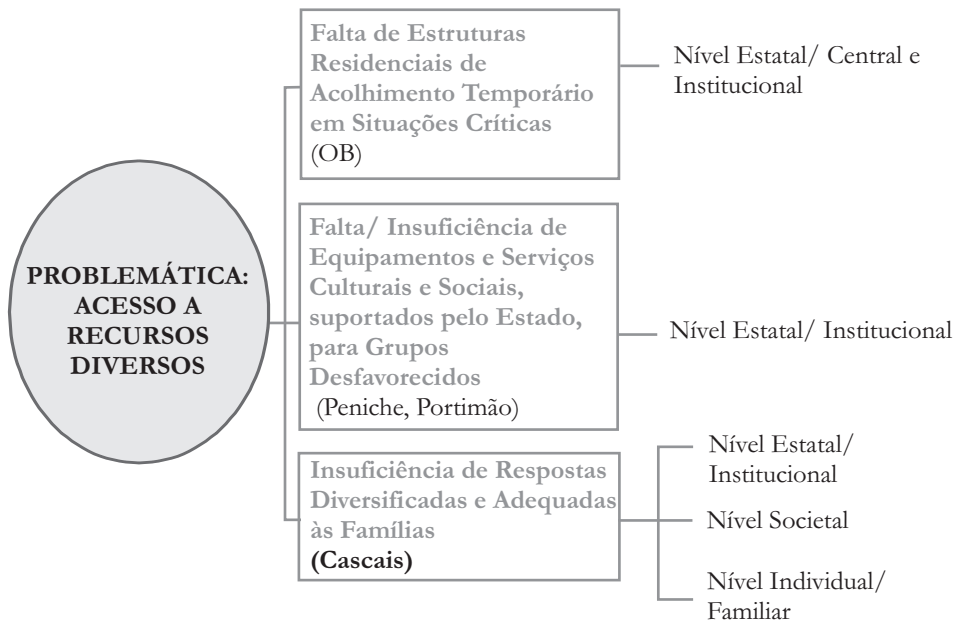 PROBLEMÁTICA:
ACESSO A
RECURSOS
DIVERSOS
Falta de Estruturas
Residenciais de
Acolhimento Temporário
em Situações Críticas
(OB)
Nível Estatal/ Central e
Institucional
Falta/ Insuficiência de
Equipamentos e Serviços
Culturais e Sociais,
suportados pelo Estado,
para Grupos
Desfavorecidos
(Peniche, Portimão)
Nível Estatal/ Institucional
Insuficiência de Respostas
Diversificadas e Adequadas
às Famílias
(Cascais)
Nível Estatal/
Institucional
Nível Societal
Nível Individual/
Familiar